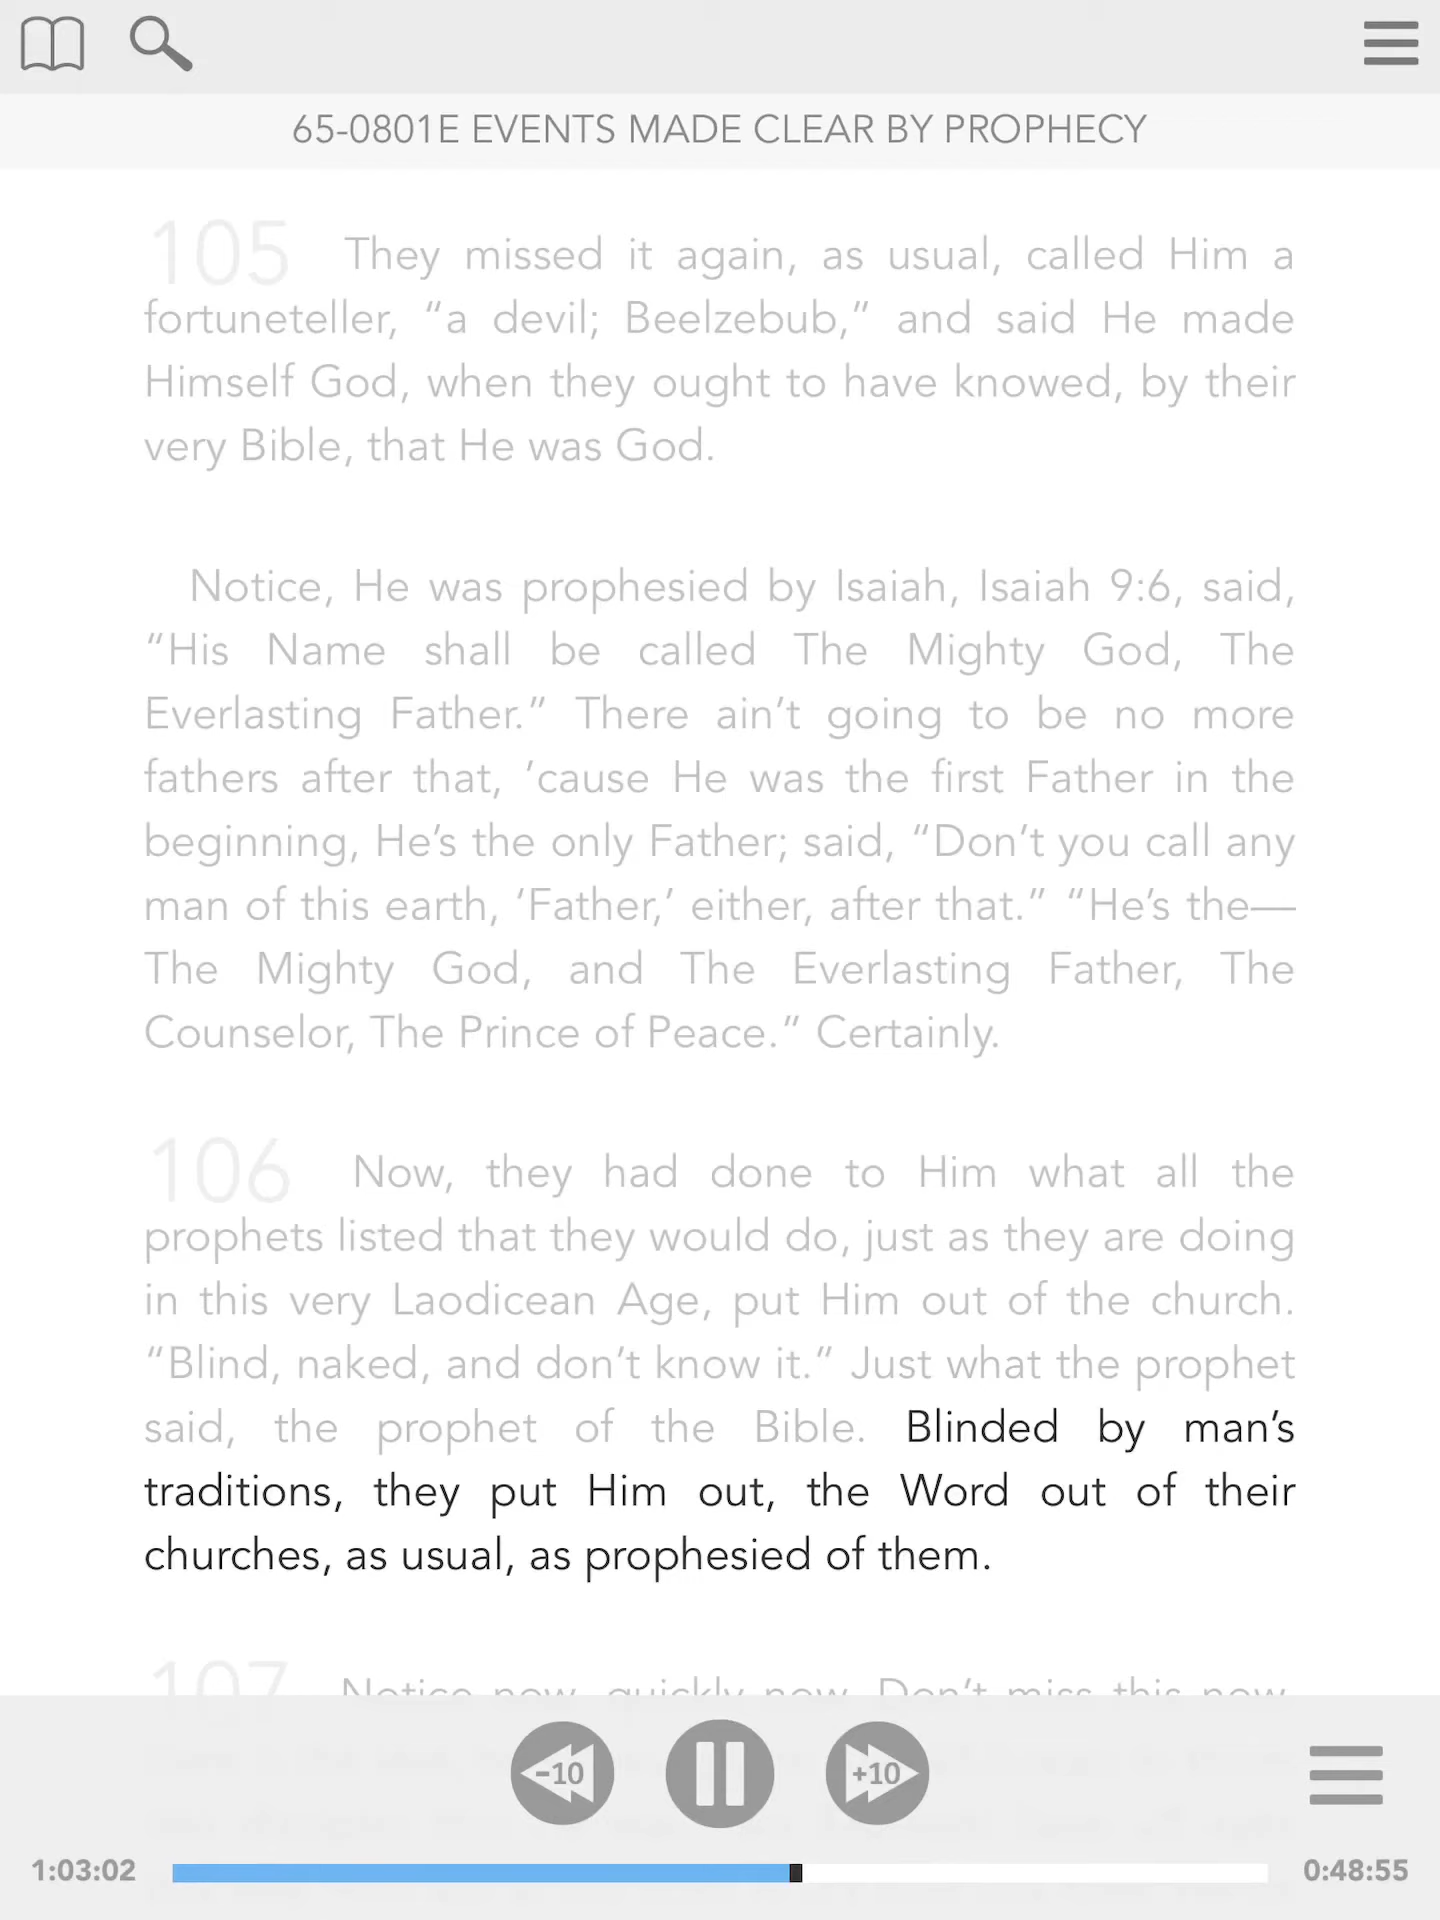 65-0801E EVENTS MADE CLEAR BY PROPHECY
105 They missed it again, as usual, called Him a
fortuneteller, “a devil; Beelzebub,” and said He made
Himself God, when they ought to have knowed, by their
very Bible, that He was God.
Notice, He was prophesied by Isaiah, Isaiah 9:6, said,
“His Name shall be called The Mighty God, The
Everlasting Father.” There ain’t going to be no more
fathers after that, ’cause He was the first Father in the
beginning, He’s the only Father; said, “Don’t you call any
man of this earth, ‘Father,’ either, after that.” “He’s the—
The Mighty God, and The Everlasting Father, The
Counselor, The Prince of Peace.” Certainly.
106 Now, they had done to Him what all the
prophets listed that they would do, just as they are doing
in this very Laodicean Age, put Him out of the church.
“Blind, naked, and don’t know it.” Just what the prophet
said, the prophet of the Bible. Blinded by man’s
traditions, they put Him out, the Word out of their
churches, as usual, as prophesied of them.
107 Notice now, quickly now. Don’t miss this now.
-10 +10
1:03:02 0:48:55